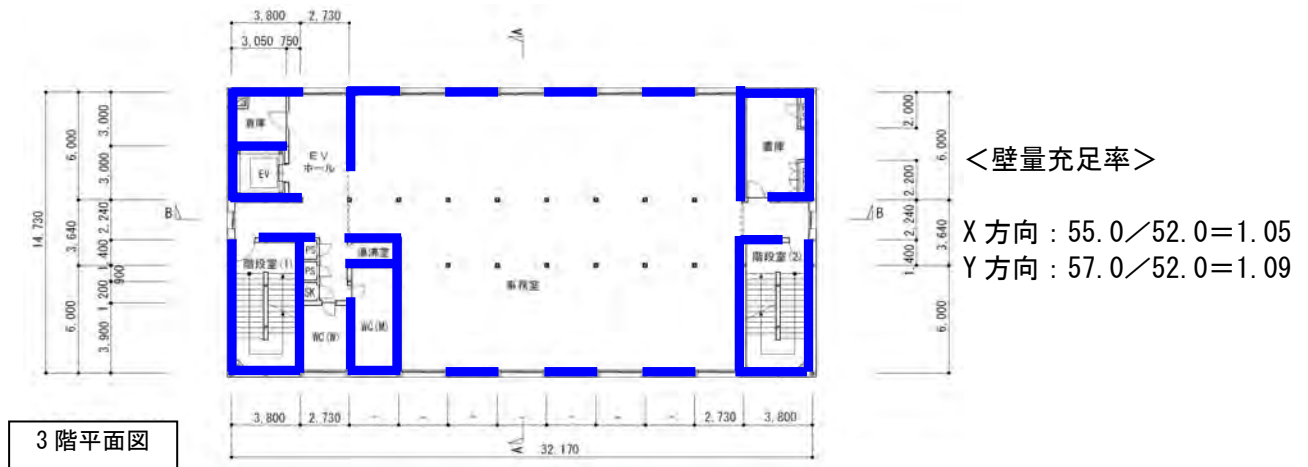 3,800 2,730
3,050 750
A
14,730
6,000
3,000
3,000
3,640
2,240
1,400
900
6,000
1,200
3,900
2,000
6,000
2,200
2,240
3,640
1,400
6,000
倉庫
EV
ホール
EV
書庫
B
B
階段室(1)
PS
PS
SK
湯沸室
WC(W)
WC(M)
事務室
階段室(2)
3,800 2,730 - - - - - - - 2,730 3,800
A
32,170
3階平面図
<壁量充足率>
X方向:55.0/52.0=1.05
Y方向:57.0/52.0=1.09